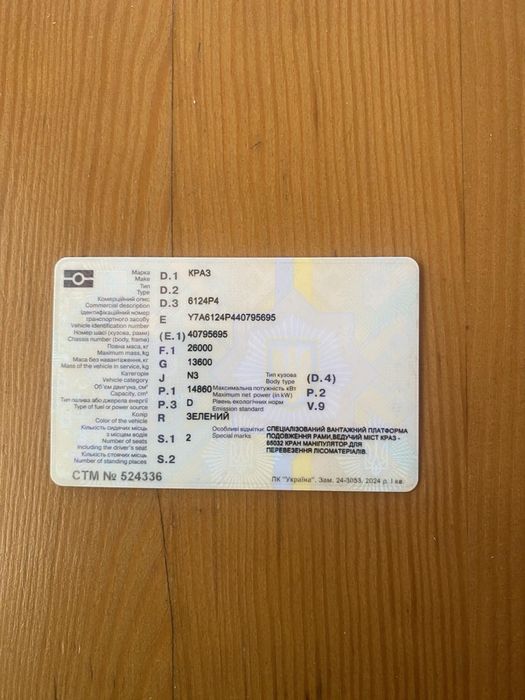 Марка
Make D.1 КРАЗ
Тип
Type D.2
Комерційний опис
Commercial description D.3 6124Р4
Ідентифікаційний номер
транспортного засобу E Y7A6124P440795695
Vehicle identification number
Номер шасі (кузова, рами) (E.1) 40795695
Chassis number (body, frame)
Повна маса, кг F.1 26000
Maximum mass, kg
Маса без навантаження, кг G 13600
Mass of the vehicle in service, kg
Категорія J N3 Тип кузова (D.4)
Vehicle category Body type
Об'єм двигуна, см³ P.1 14860 Максимальна потужність кВт P.2
Capacity, cm³ Maximum net power (in kW)
Тип палива або джерела енергії P.3 D Рівень екологічних норм V.9
Type of fuel or power source Emission standard
Колір R ЗЕЛЕНИЙ
Color of the vehicle
Кількість сидячих місць Особливі відмітки СПЕЦІАЛІЗОВАНИЙ ВАНТАЖНИЙ ПЛАТФОРМА
з місцем водія S.1 2 Special marks ПОДОВЖЕННЯ РАМИ,ВЕДУЧИЙ МІСТ КРАЗ -
Number of seats 65032 КРАН МАНІПУЛЯТОР ДЛЯ
Including the driver's seat ПЕРЕВЕЗЕННЯ ЛІСОМАТЕРІАЛІВ.
Кількість стоячих місць S.2
Number of standing places
СТМ № 524336
ПК "Україна". Зам. 24-3053. 2024 р. I кв.